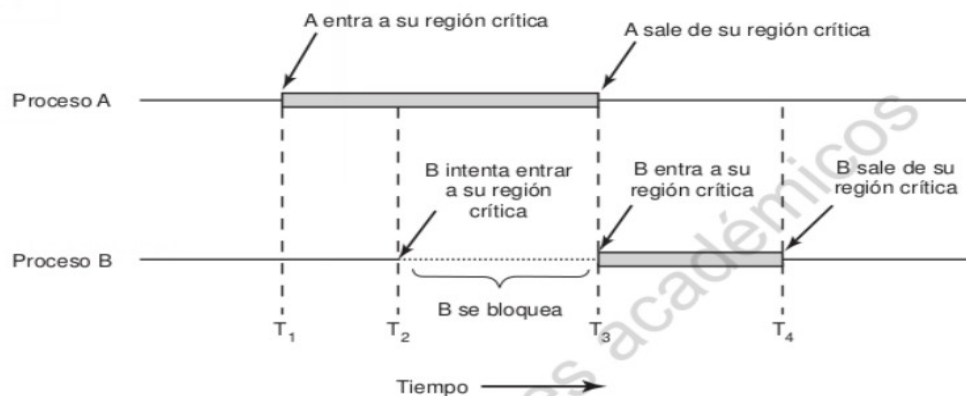 A entra a su región crítica
A sale de su región crítica
Proceso A
B intenta entrar
a su región
crítica
B entra a su
región crítica
B sale de su
región crítica
Proceso B
B se bloquea
T1
T2
T3
T4
Tiempo
académicos